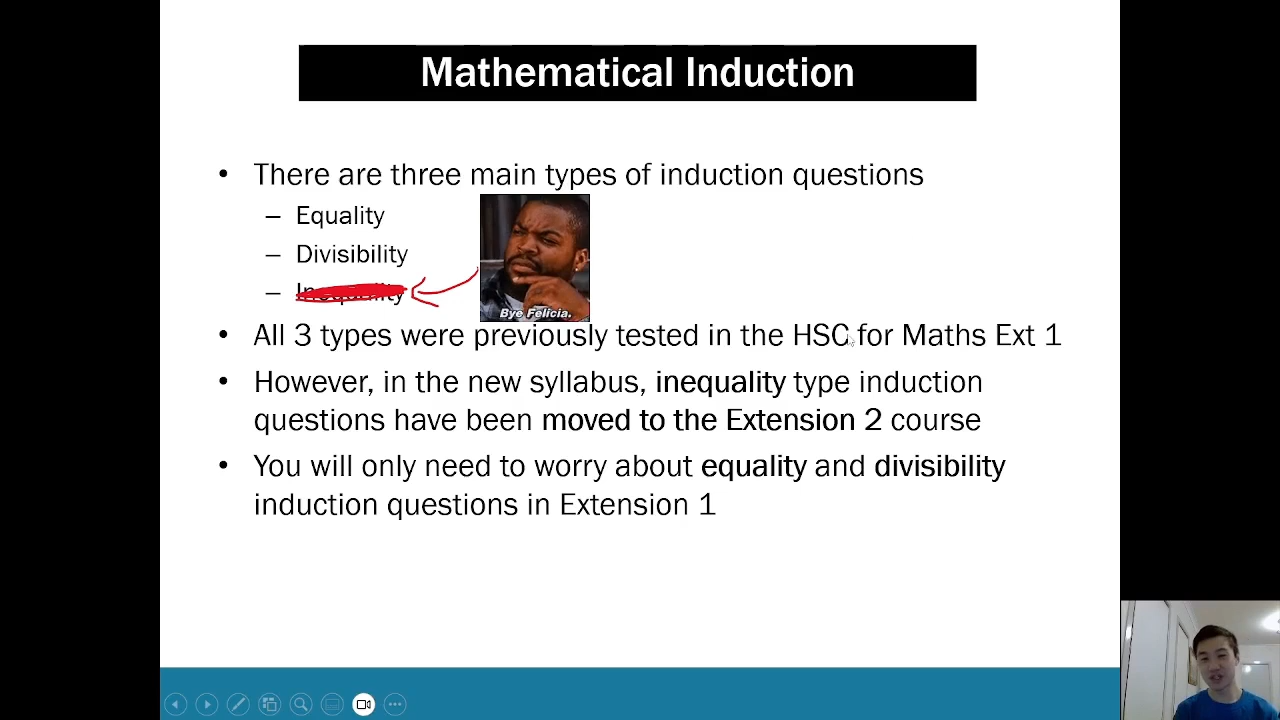 Mathematical Induction
• There are three main types of induction questions
– Equality
– Divisibility
– Inequality
Bye Felicia.
• All 3 types were previously tested in the HSC for Maths Ext 1
• However, in the new syllabus, inequality type induction
questions have been moved to the Extension 2 course
• You will only need to worry about equality and divisibility
induction questions in Extension 1